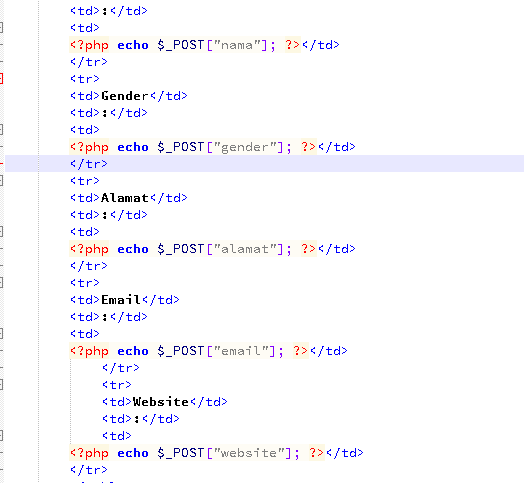 <td>:</td>
<td>
<?php echo $_POST["nama"]; ?></td>
</tr>
<tr>
<td>Gender</td>
<td>:</td>
<td>
<?php echo $_POST["gender"]; ?></td>
</tr>
<tr>
<td>Alamat</td>
<td>:</td>
<td>
<?php echo $_POST["alamat"]; ?></td>
</tr>
<tr>
<td>Email</td>
<td>:</td>
<td>
<?php echo $_POST["email"]; ?></td>
</tr>
<tr>
<td>Website</td>
<td>:</td>
<td>
<?php echo $_POST["website"]; ?></td>
</tr>